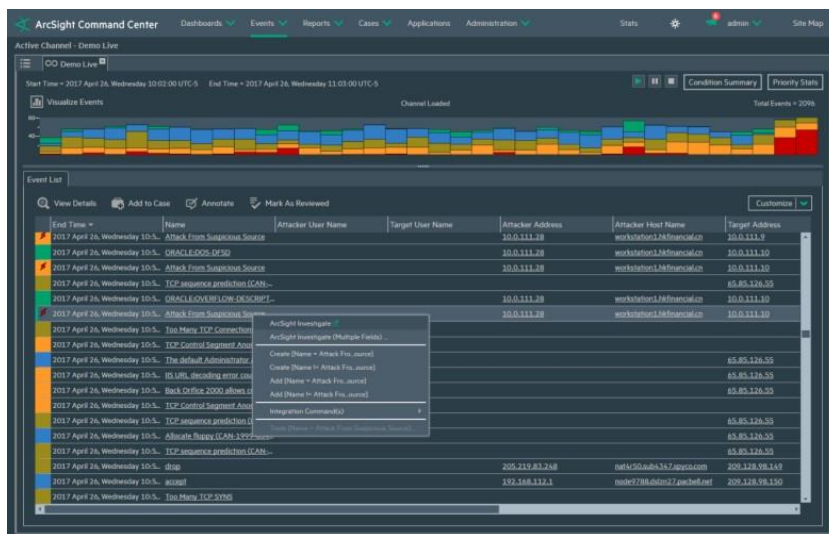 ArcSight Command Center Dashboards Events Reports Cases Applications Administration Stats admin Site Map
Active Channel - Demo Live
Demo Live
Start Time = 2017 April 26, Wednesday 10:02:00 UTC-5 End Time = 2017 April 26, Wednesday 11:03:00 UTC-5 Condition Summary Priority Stats
Visualize Events Channel Loaded Total Events = 2096
Event List
View Details Add to Case Annotate Mark As Reviewed Customize
End Time Name Attacker User Name Target User Name Attacker Address Attacker Host Name Target Address
2017 April 26, Wednesday 10:5... Attack From Suspicious Source 10.0.111.28 workstation1.hkfinancial.cn 10.0.111.9
2017 April 26, Wednesday 10:5... ORACLE:DOS-DFSD 10.0.111.28 workstation1.hkfinancial.cn 10.0.111.10
2017 April 26, Wednesday 10:5... Attack From Suspicious Source 10.0.111.28 workstation1.hkfinancial.cn 10.0.111.10
2017 April 26, Wednesday 10:5... TCP sequence prediction (CAN-... 65.85.126.55
2017 April 26, Wednesday 10:5... ORACLE:OVERFLOW-DESCRIPT... 10.0.111.28 workstation1.hkfinancial.cn 10.0.111.10
2017 April 26, Wednesday 10:5... Attack From Suspicious Source 10.0.111.28 workstation1.hkfinancial.cn 10.0.111.10
ArcSight Investigate
2017 April 26, Wednesday 10:5... Too Many TCP Connection
ArcSight Investigate (Multiple Fields) ...
2017 April 26, Wednesday 10:5... TCP Control Segment Anom
Create [Name = Attack Fro..ource]
2017 April 26, Wednesday 10:5... The default Administrator 65.85.126.55
Create [Name != Attack Fro..ource]
2017 April 26, Wednesday 10:5... IIS URL decoding error cou 65.85.126.55
Add [Name = Attack Fro..ource]
2017 April 26, Wednesday 10:5... Back Orifice 2000 allows c 65.85.126.55
Add [Name != Attack Fro..ource]
2017 April 26, Wednesday 10:5... TCP Control Segment Anom
Integration Command(s)
2017 April 26, Wednesday 10:5... TCP sequence prediction ( 65.85.126.55
2017 April 26, Wednesday 10:5... Allocate floppy (CAN-1999- 65.85.126.55
2017 April 26, Wednesday 10:5... TCP sequence prediction (CAN-... 65.85.126.55
2017 April 26, Wednesday 10:5... drop 205.219.83.248 nat4r50.sub4347.spyco.com 209.128.98.149
2017 April 26, Wednesday 10:5... accept 192.168.112.1 node9788.dslzm27.pacbell.net 209.128.98.150
2017 April 26, Wednesday 10:5... Too Many TCP SYNS